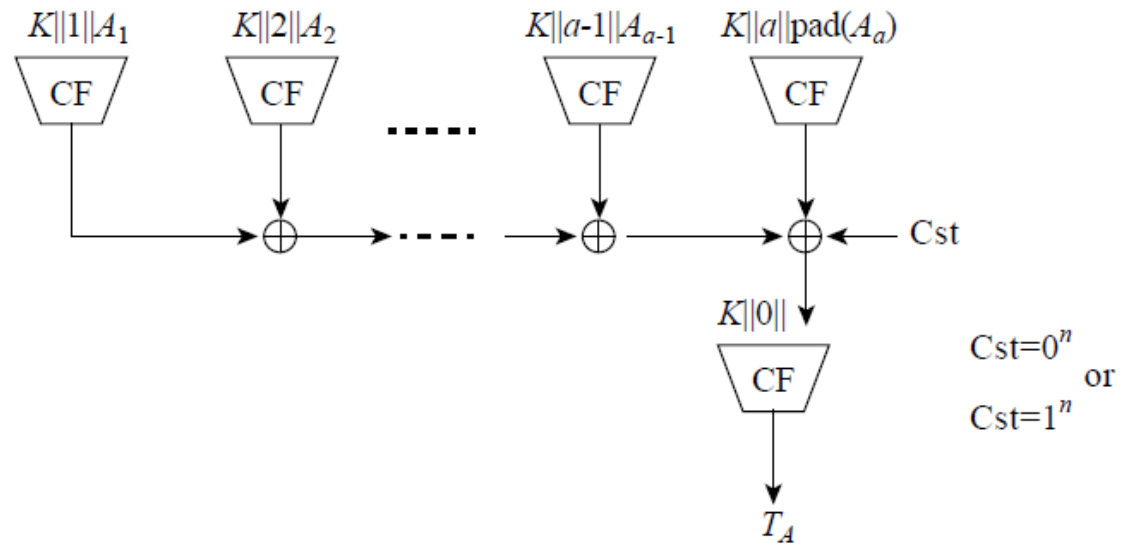 K||1||A₁ K||2||A₂ K||a-1||Aₐ₋₁ K||a||pad(Aₐ)
CF CF CF CF
Cst
K||0||
CF
Cst=0ⁿ
or
Cst=1ⁿ
T_A